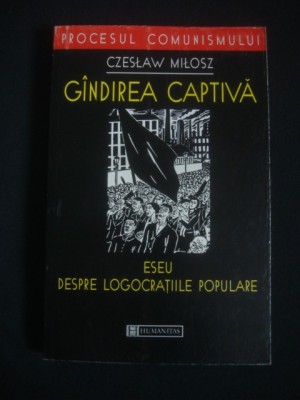 PROCESUL COMUNISMULUI
CZESŁAW MIŁOSZ
GÎNDIREA CAPTIVĂ
ESEU
DESPRE LOGOCRAȚIILE POPULARE
HUMANITAS